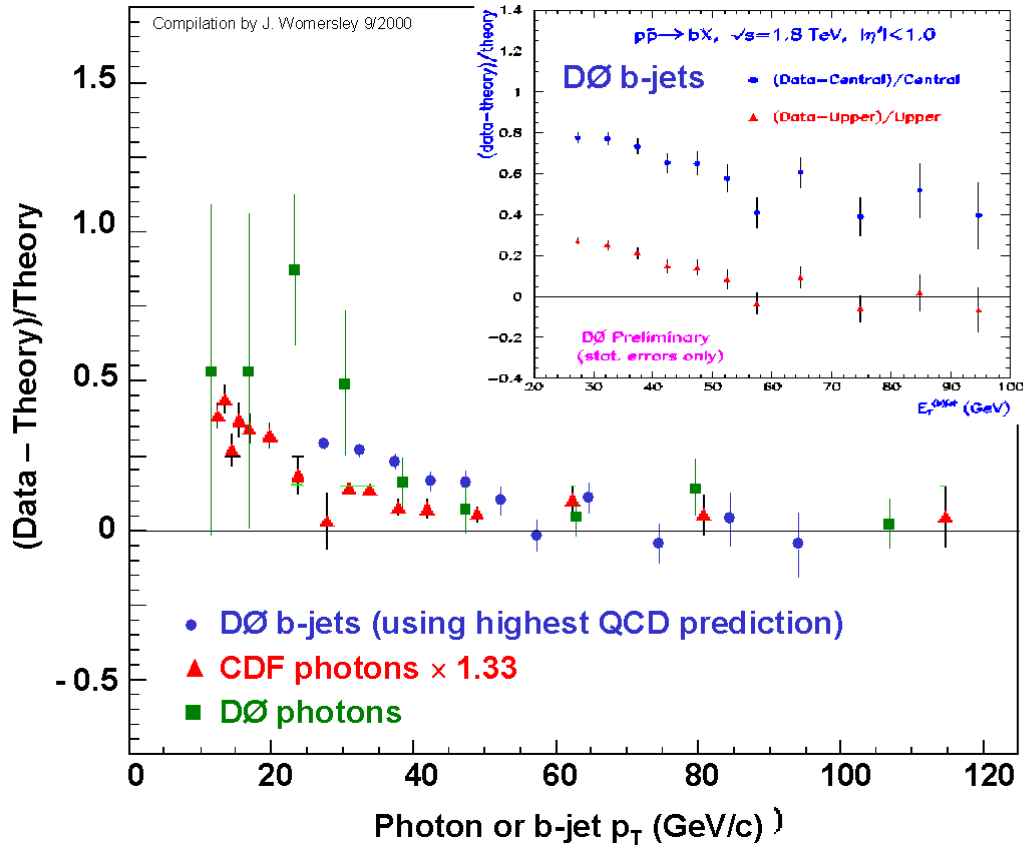 Compilation by J. Womersley 9/2000
(Data – Theory)/Theory
1.5
1.0
0.5
0
- 0.5
0
20
40
60
80
100
120
Photon or b-jet pT (GeV/c) )
DØ b-jets (using highest QCD prediction)
CDF photons × 1.33
DØ photons
(data-theory)/theory
1.4
1.2
1
0.8
0.6
0.4
0.2
0
-0.2
-0.4
20
30
40
50
60
70
80
90
100
pp̄→bX, √s=1.8 TeV, |η|<1.0
DØ b-jets
(Data-Central)/Central
(Data-Upper)/Upper
DØ Preliminary
(stat. errors only)
(GeV)